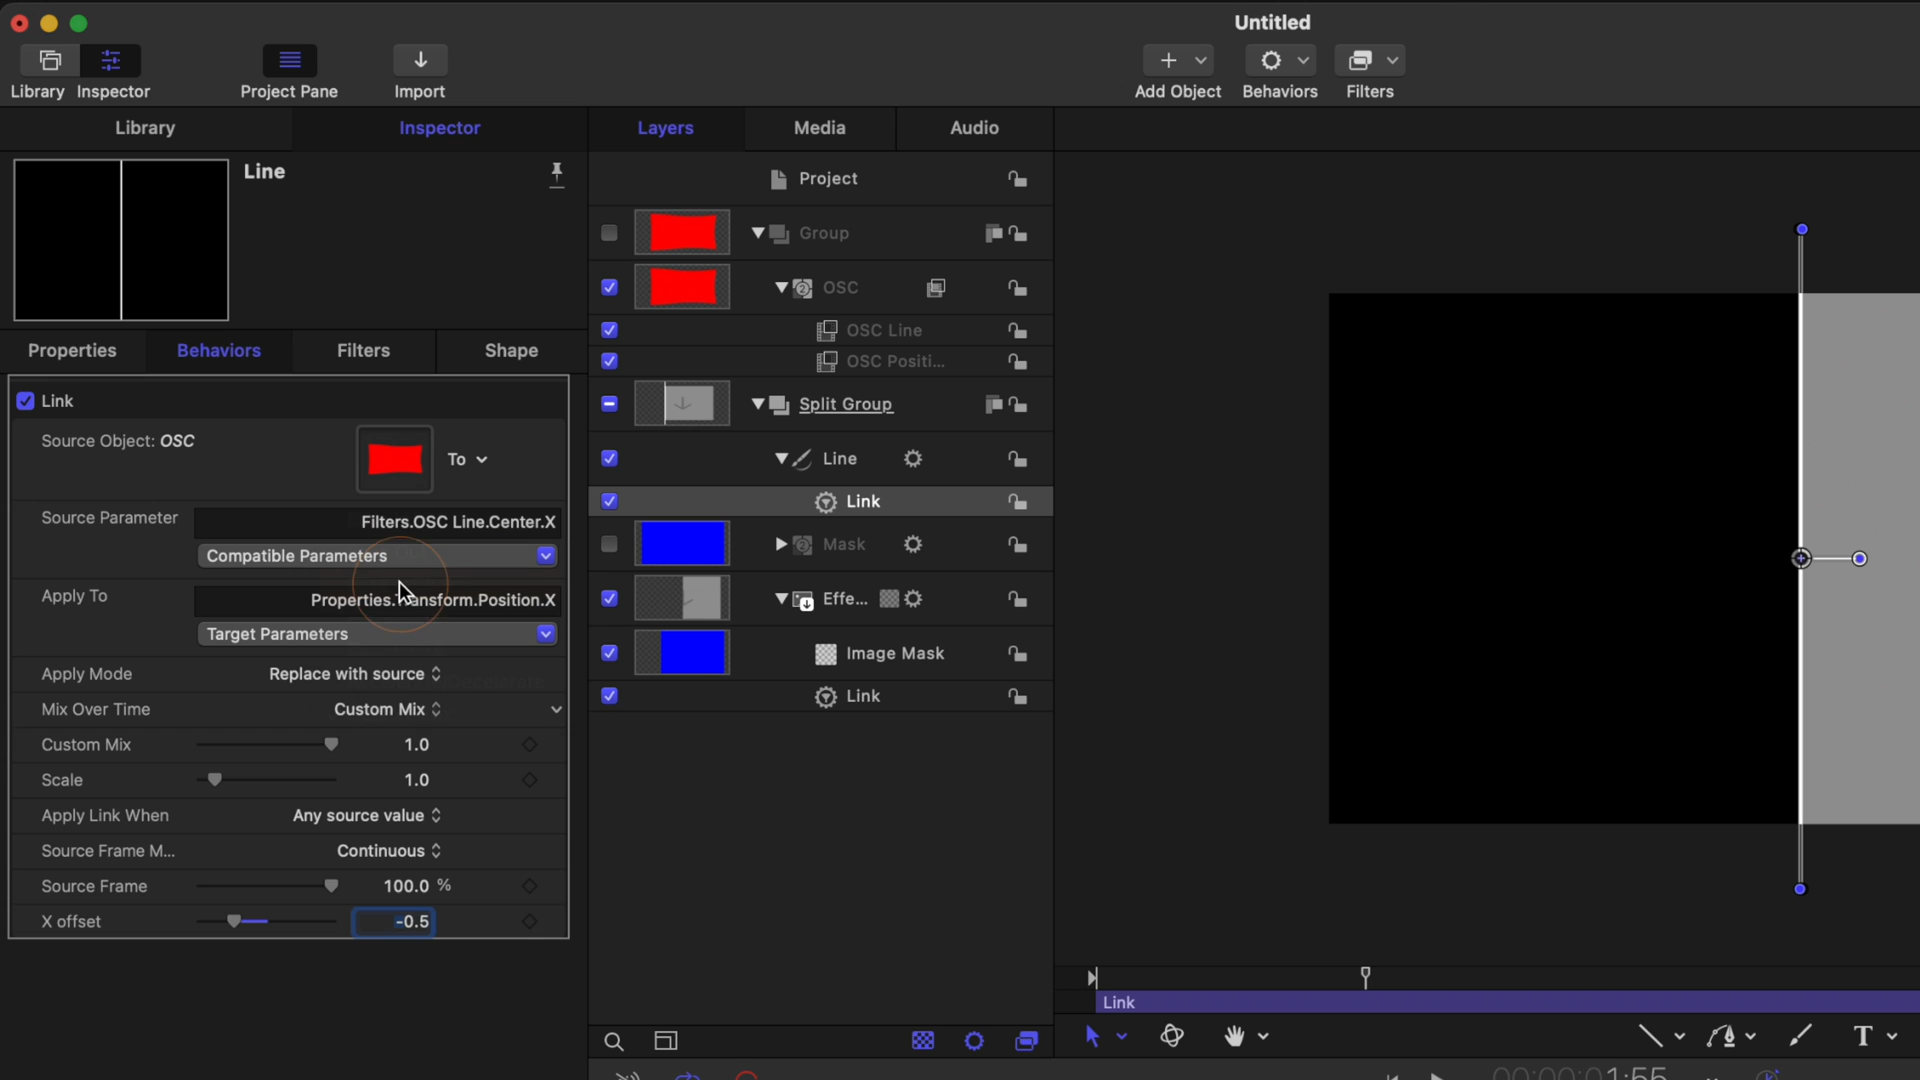 Untitled
Library
Inspector
Project Pane
Import
Add Object
Behaviors
Filters
Library
Inspector
Layers
Media
Audio
Line
Project
Group
OSC
OSC Line
OSC Positi...
Split Group
Line
Link
Mask
Effe...
Image Mask
Link
Properties
Behaviors
Filters
Shape
Link
Source Object: OSC
To
Source Parameter
Filters.OSC Line.Center.X
Compatible Parameters
Apply To
Properties.Transform.Position.X
Target Parameters
Apply Mode
Replace with source
Mix Over Time
Custom Mix
Custom Mix
1.0
Scale
1.0
Apply Link When
Any source value
Source Frame M...
Continuous
Source Frame
100.0 %
X offset
-0.5
Link
T